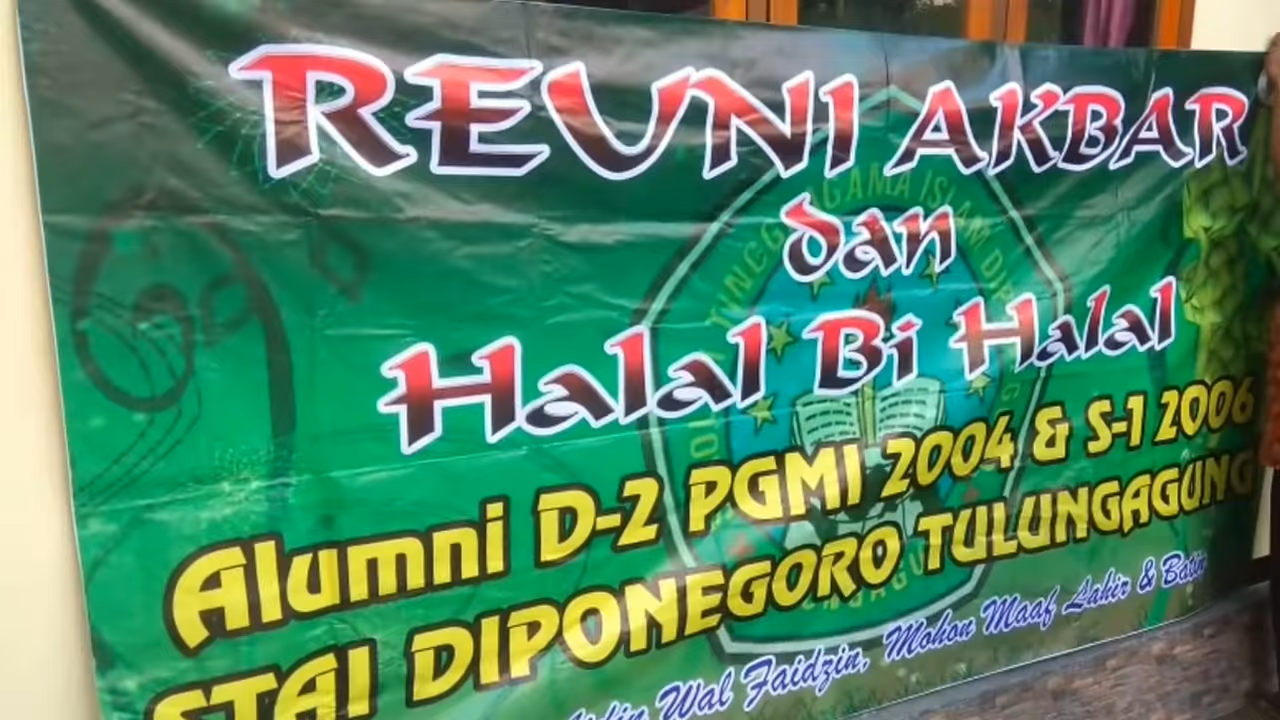 REUNI AKBAR
dan
Halal Bi Halal
Alumni D-2 PGMI 2004 & S-1 2006
STAI DIPONEGORO TULUNGAGUNG
Wal Faidzin, Mohon Maaf Lahir & Batin